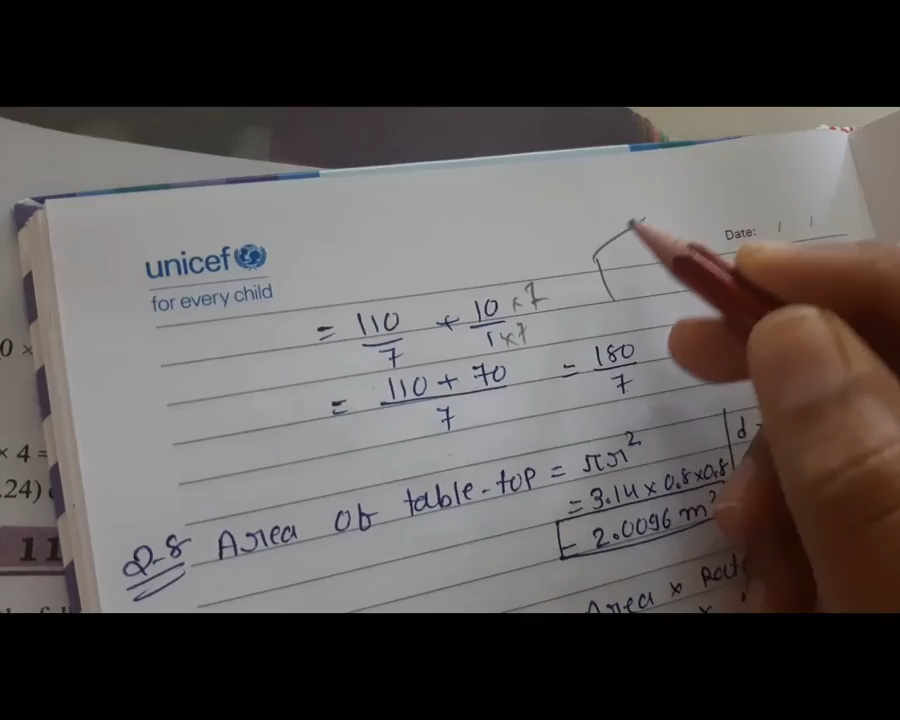 unicef
for every child
Date: / /
= 110/7 + 10×7/1×7
= 110 + 70/7 = 180/7
Q-8 Area of table-top = πr²
d
= 3.14 × 0.8 × 0.8
= 2.0096 m²
Area × Rate
×
0 ×
× 4 =
.24)
11